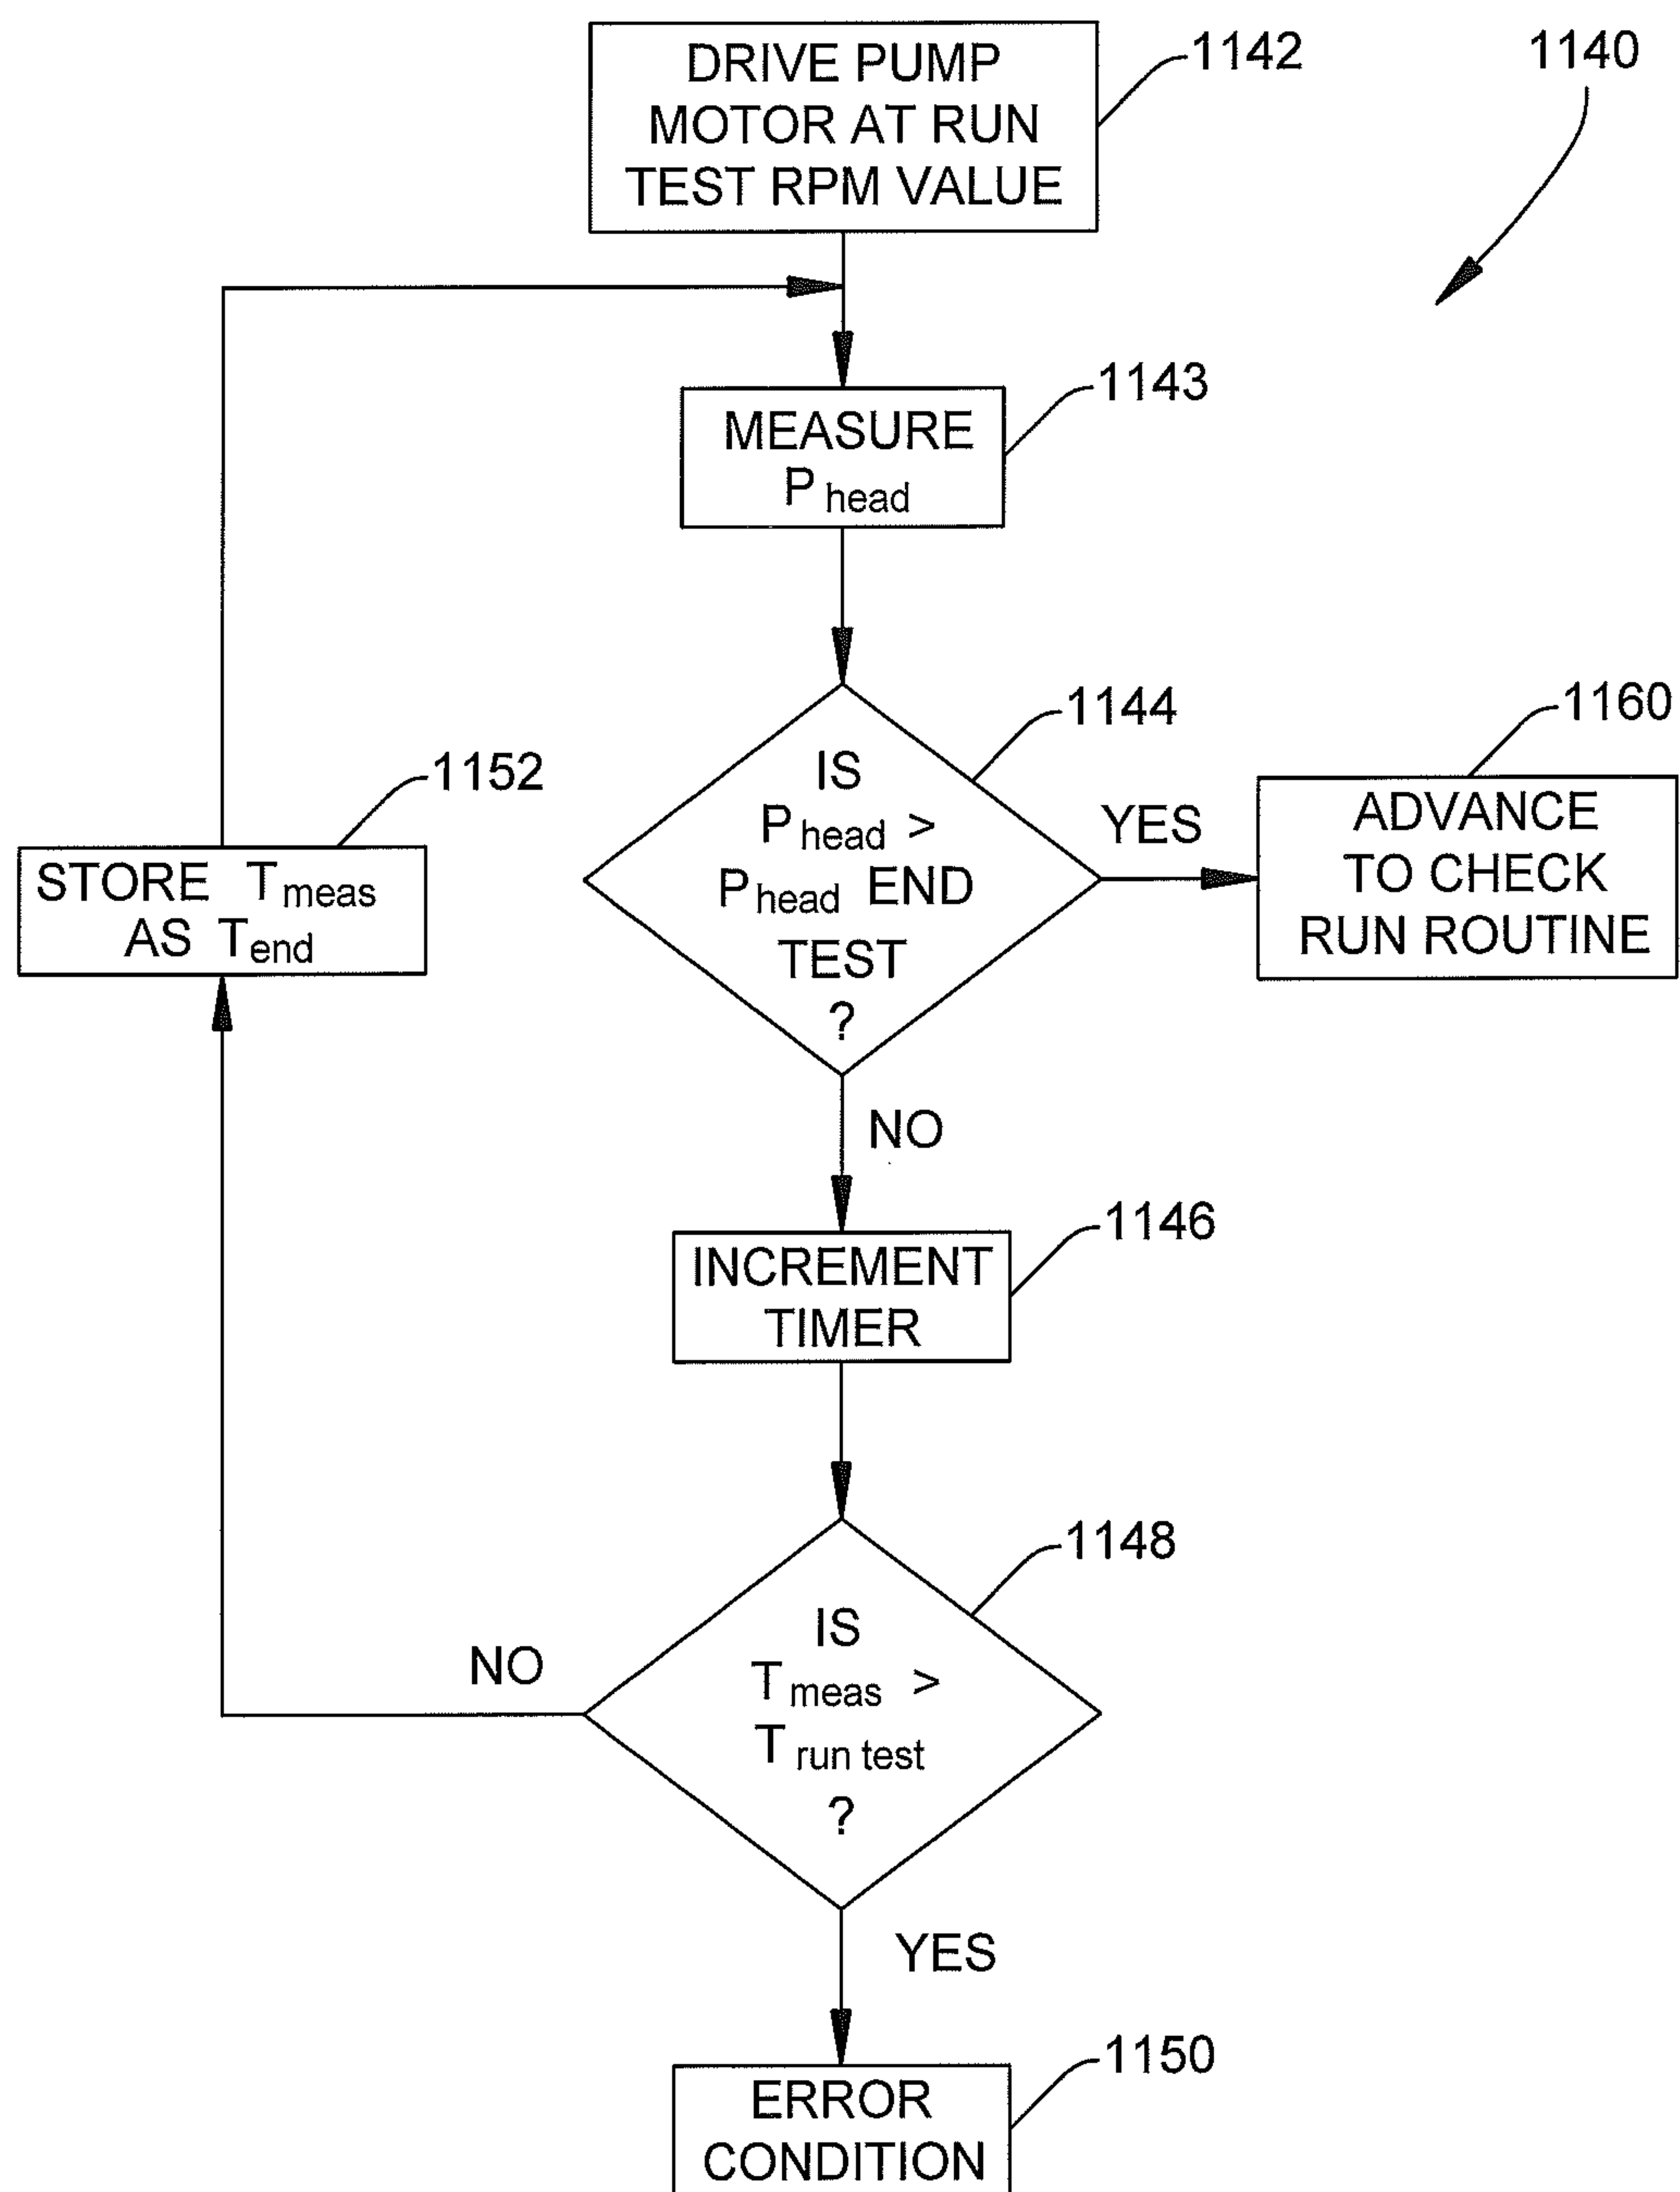 DRIVE PUMP
MOTOR AT RUN
TEST RPM VALUE
1142
1140
MEASURE
P head
1143
IS
P head >
P head END
TEST
?
1144
YES
1160
ADVANCE
TO CHECK
RUN ROUTINE
1152
STORE T meas
AS T end
NO
INCREMENT
TIMER
1146
IS
T meas >
T run test
?
1148
NO
YES
ERROR
CONDITION
1150